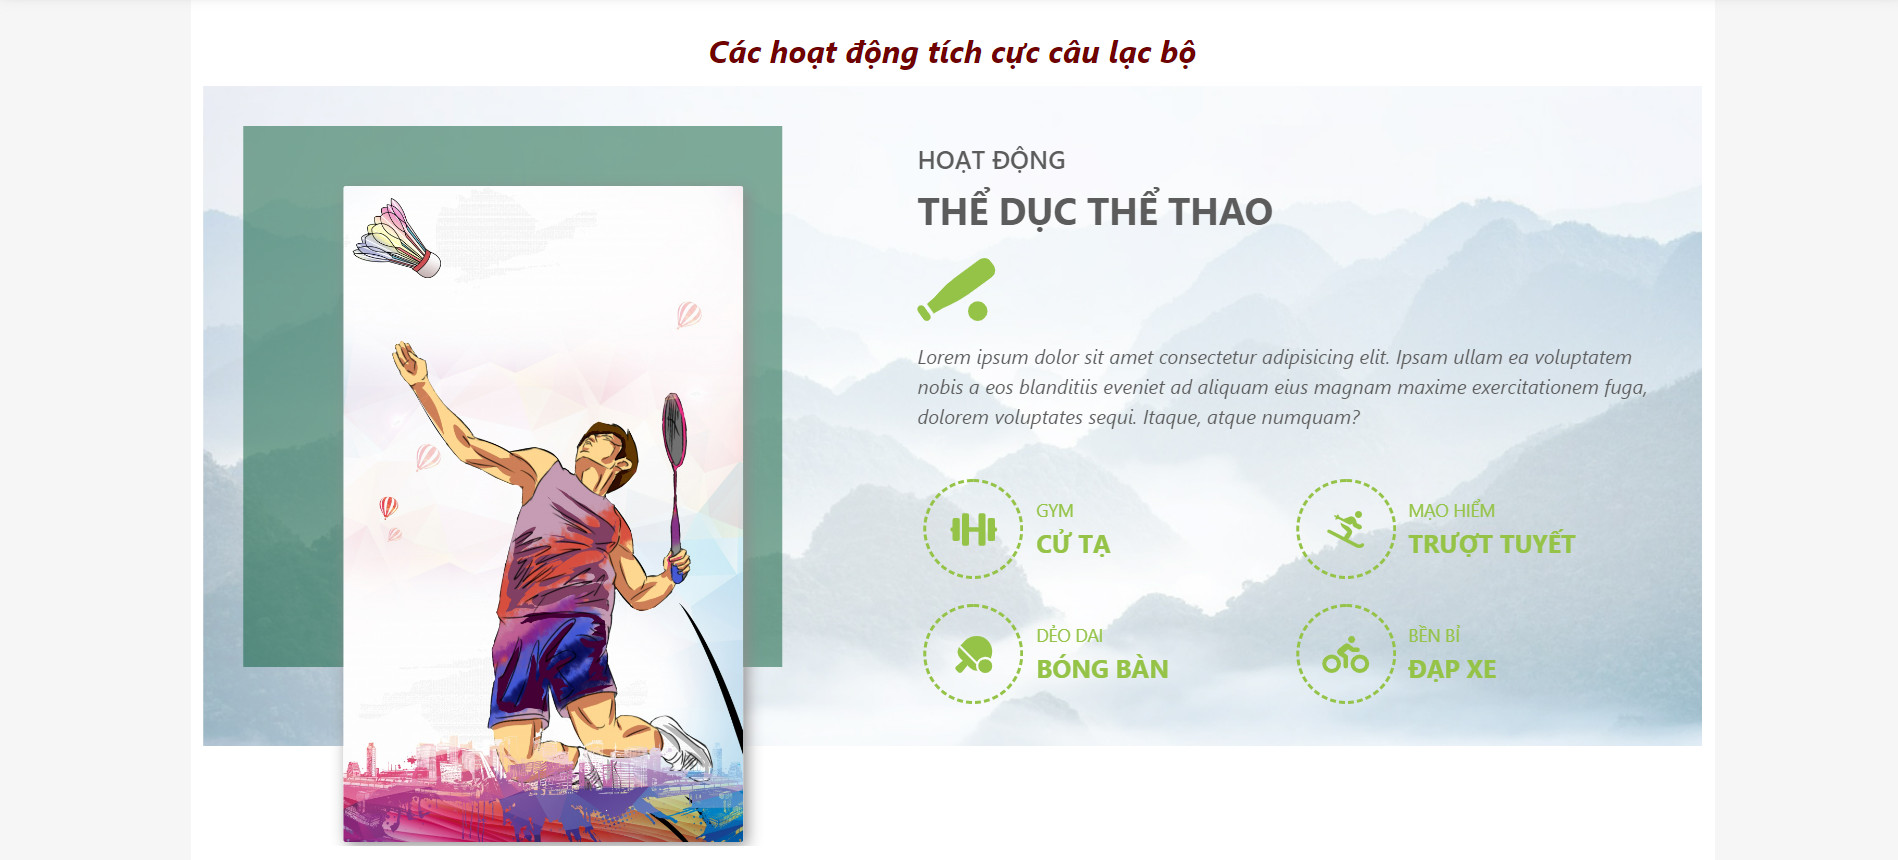 Các hoạt động tích cực câu lạc bộ
HOẠT ĐỘNG
THỂ DỤC THỂ THAO
Lorem ipsum dolor sit amet consectetur adipisicing elit. Ipsam ullam ea voluptatem
nobis a eos blanditiis eveniet ad aliquam eius magnam maxime exercitationem fuga,
dolorem voluptates sequi. Itaque, atque numquam?
GYM
CỬ TẠ
MẠO HIỂM
TRƯỢT TUYẾT
DẺO DAI
BÓNG BÀN
BỀN BỈ
ĐẠP XE